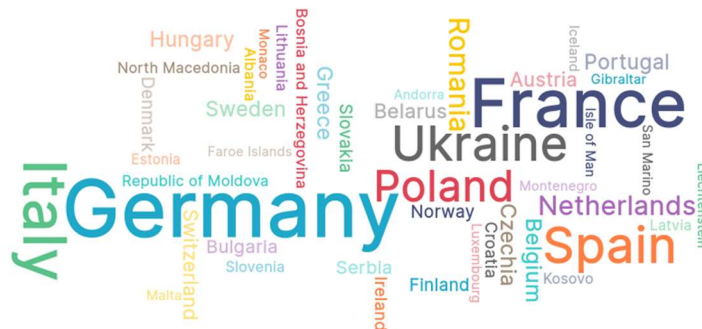 Hungary
Monaco
Lithuania
Bosnia and Herzegovina
Romania
Iceland
Portugal
North Macedonia
Albania
Greece
Austria
Gibraltar
Denmark
Sweden
Slovakia
Andorra
Belarus
France
Isle of Man
San Marino
Estonia
Faroe Islands
Ukraine
Italy
Republic of Moldova
Germany
Poland
Montenegro
Liechtenstein
Norway
Netherlands
Switzerland
Bulgaria
Luxembourg
Croatia
Czechia
Belgium
Spain
Latvia
Slovenia
Serbia
Kosovo
Malta
Ireland
Finland